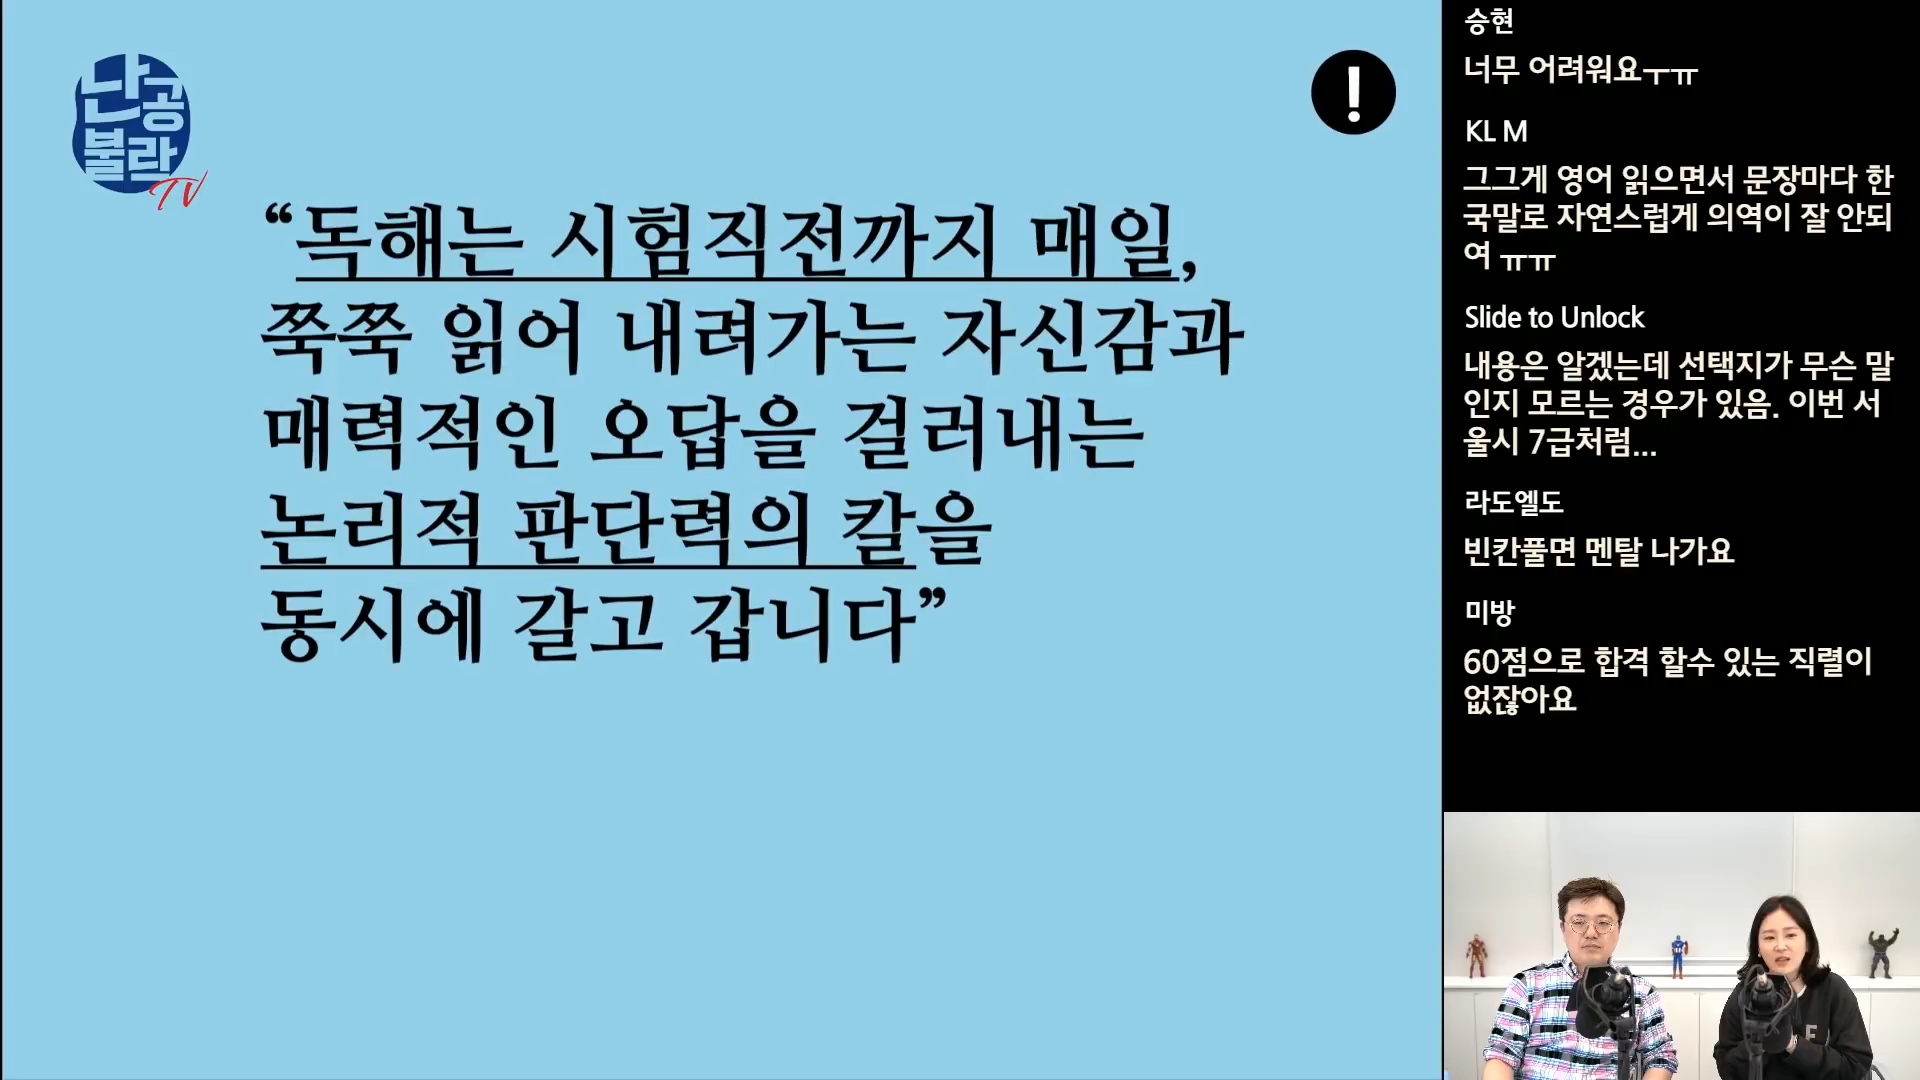 난공
불락
TV
“독해는 시험직전까지 매일,
쭉쭉 읽어 내려가는 자신감과
매력적인 오답을 걸러내는
논리적 판단력의 칼을
동시에 갈고 갑니다”
승현
너무 어려워요ㅜㅠ
KL M
그그게 영어 읽으면서 문장마다 한
국말로 자연스럽게 의역이 잘 안되
여 ㅠㅠ
Slide to Unlock
내용은 알겠는데 선택지가 무슨 말
인지 모르는 경우가 있음. 이번 서
울시 7급처럼...
라도엘도
빈칸풀면 멘탈 나가요
미방
60점으로 합격 할수 있는 직렬이
없잖아요